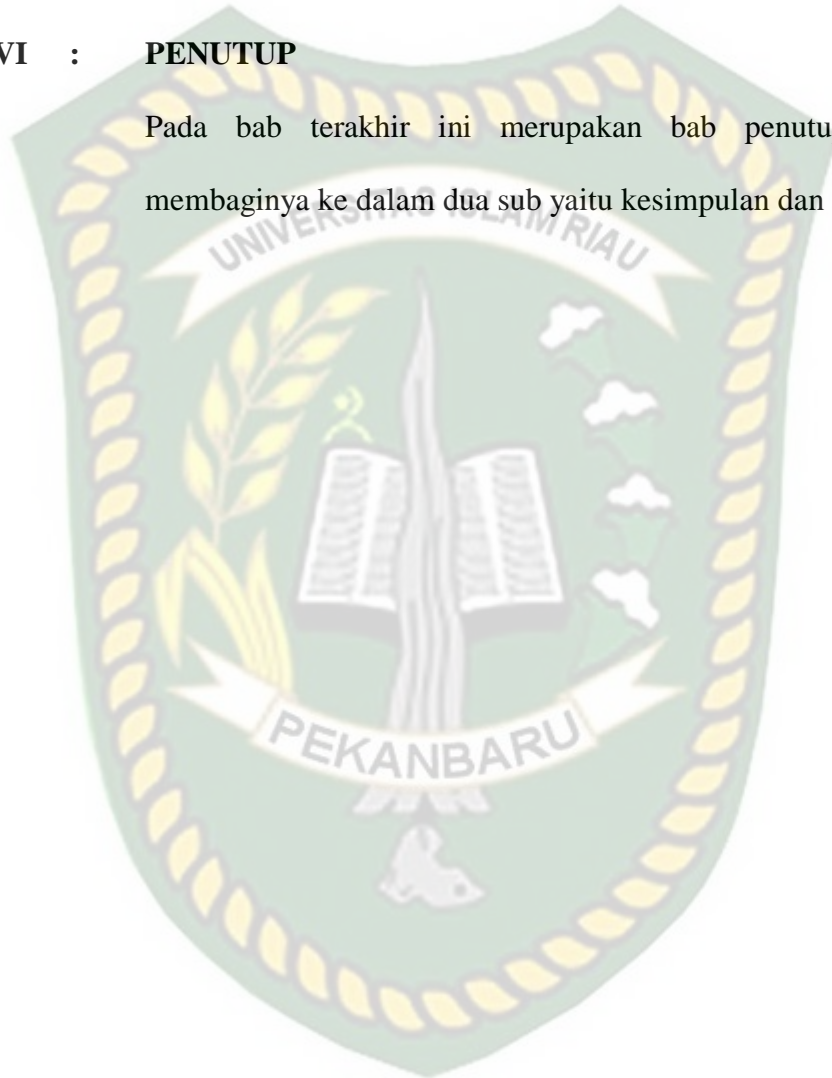 VI : PENUTUP
Pada bab terakhir ini merupakan bab penutu
membaginya ke dalam dua sub yaitu kesimpulan dan
UNIVERSITAS ISLAM RIAU
PEKANBARU